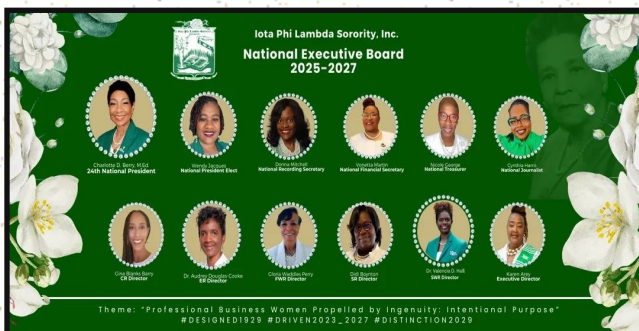 Iota Phi Lambda Sorority, Inc.
National Executive Board
2025-2027
Charlotte D. Berry, M.Ed.
24th National President
Wendy Jacques
National President Elect
Donna Mitchell
National Recording Secretary
Vonetta Martin
National Financial Secretary
Nicole George
National Treasurer
Cynthia Harris
National Journalist
Gina Blanks Barry
CR Director
Dr. Audrey Douglas-Cooke
ER Director
Gloria Waddles Perry
FWR Director
Didi Boymon
SR Director
Dr. Valencia D. Hall
SWR Director
Karen Arey
Executive Director
Theme: "Professional Business Women Propelled by Ingenuity: Intentional Purpose"
#DESIGNED1929 #DRIVEN2023_2027 #DISTINCTION2029